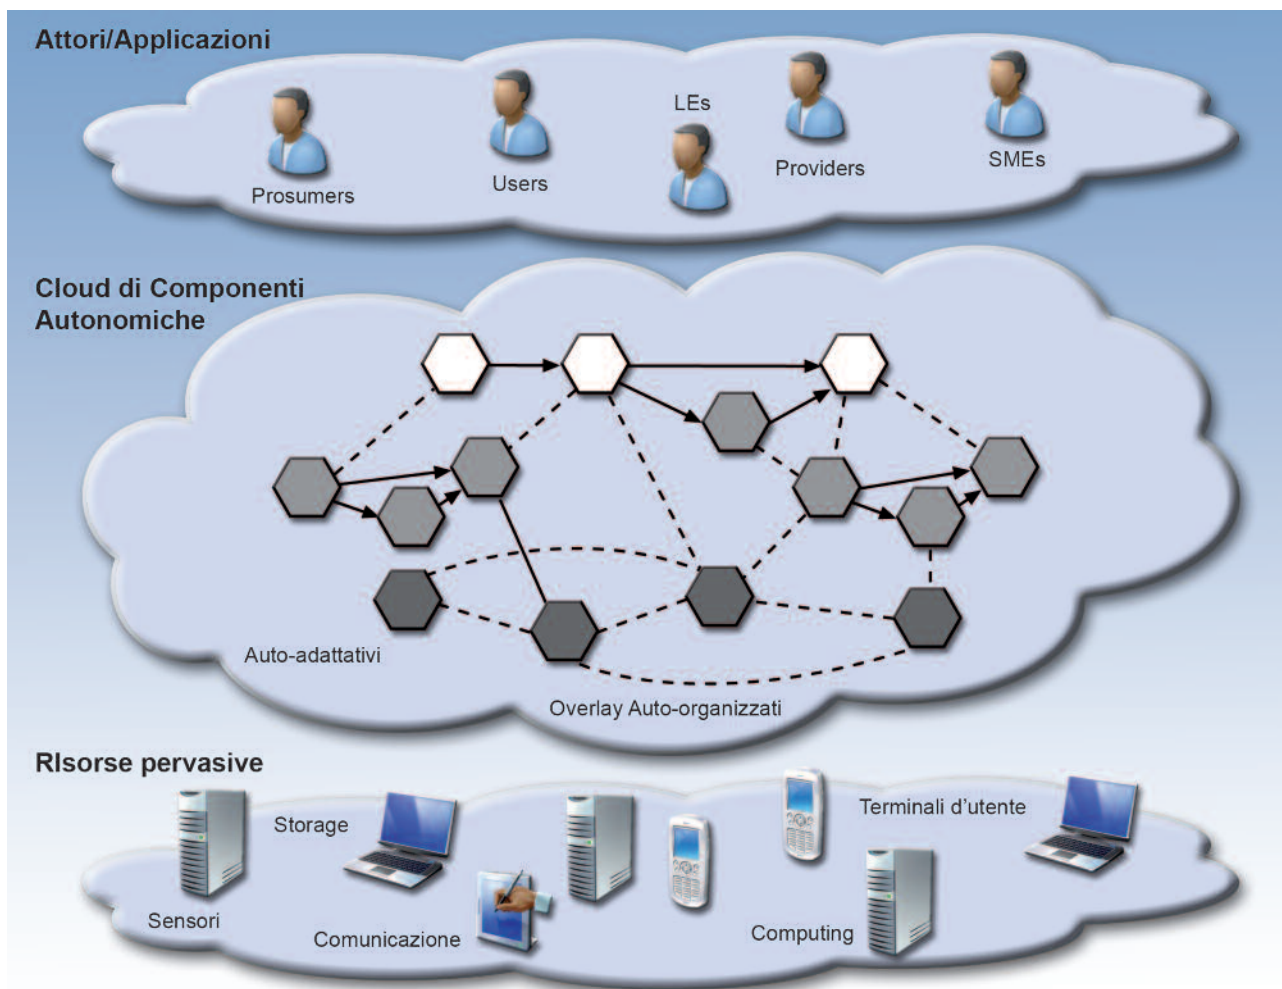 Attori/Applicazioni
LEs
Prosumers
Users
Providers
SMEs
Cloud di Componenti
Autonomiche
Auto-adattativi
Overlay Auto-organizzati
RIsorse pervasive
Storage
Terminali d'utente
Sensori
Comunicazione
Computing